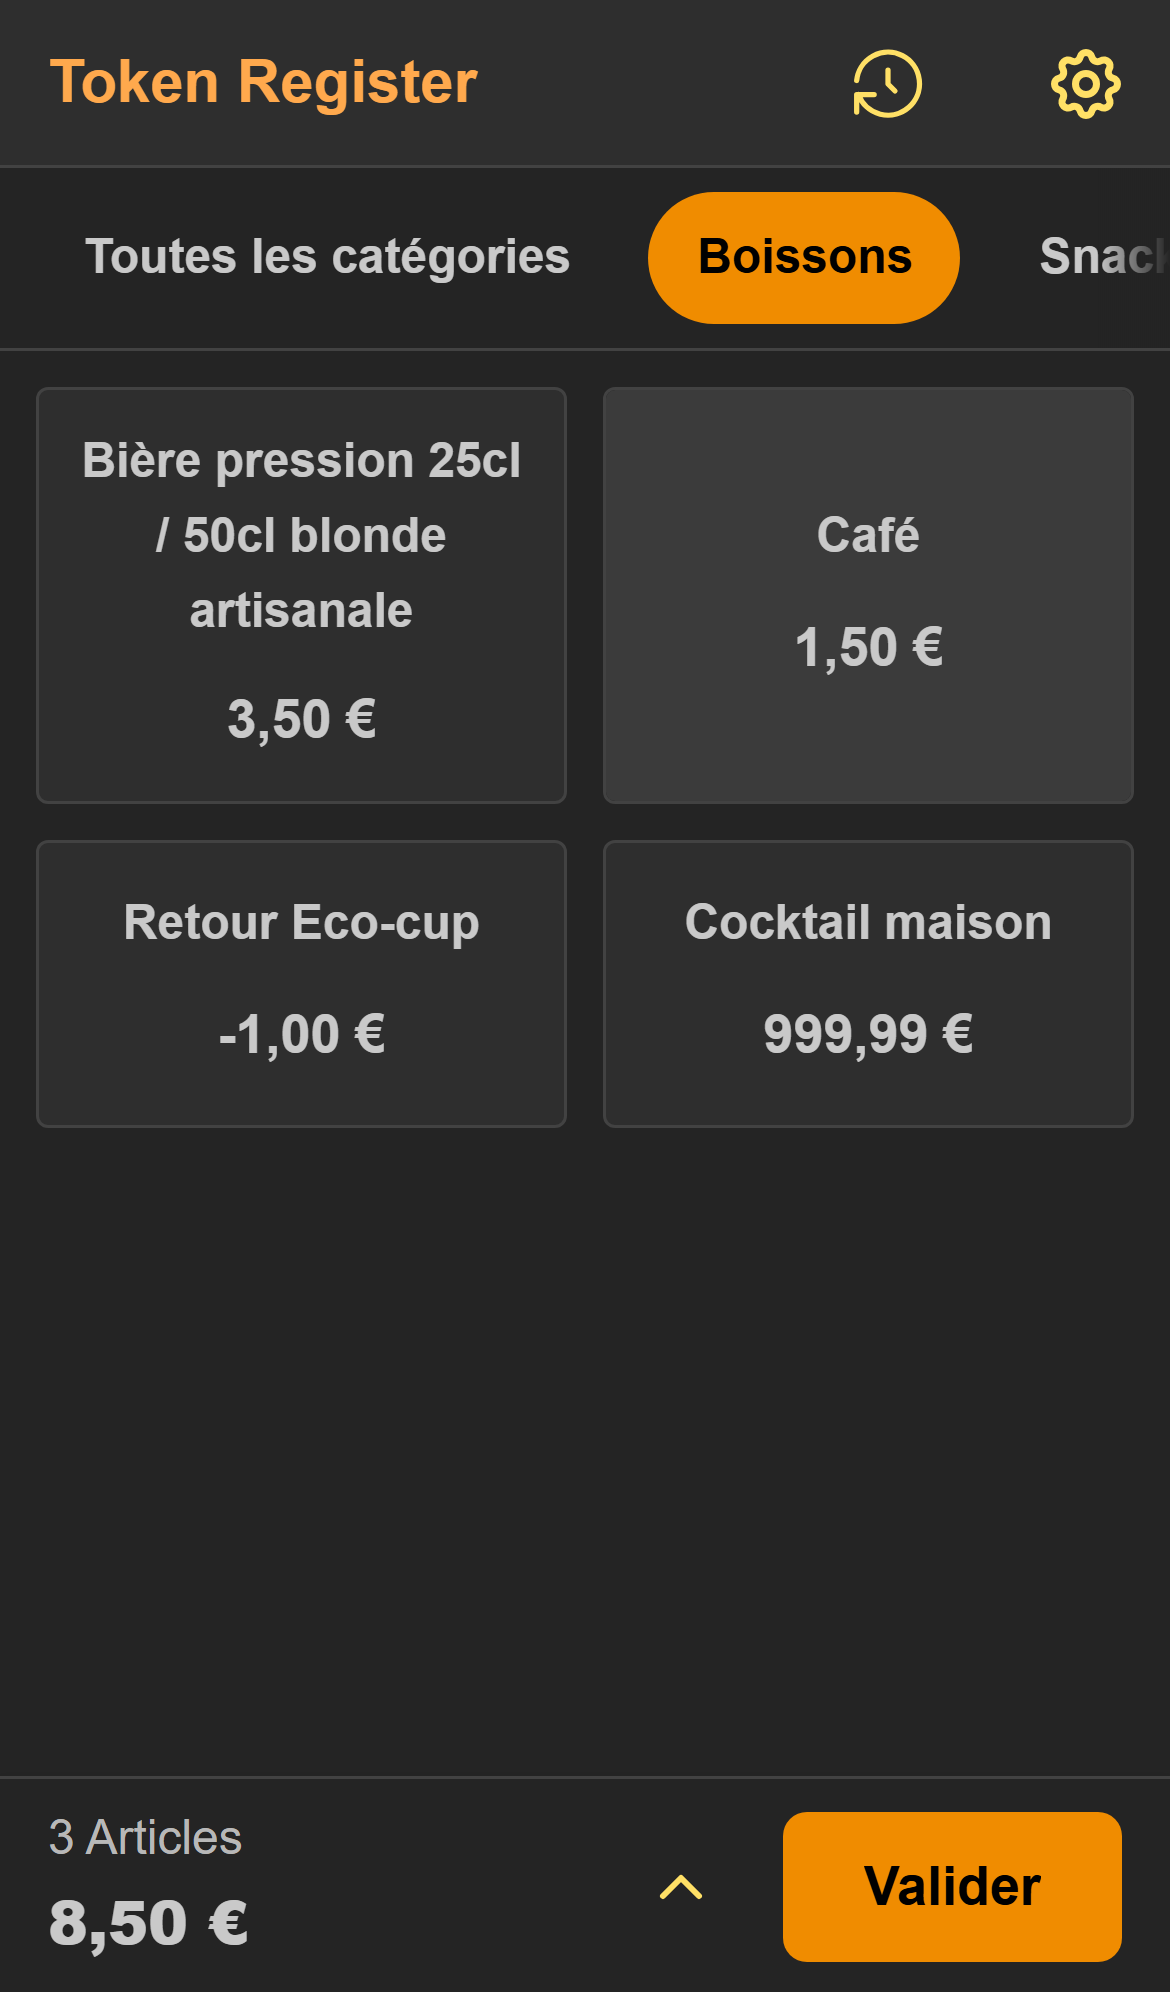 Token Register
Toutes les catégories Boissons
Bière pression 25cl
/ 50cl blonde
artisanale
3,50 €
Café
1,50 €
Retour Eco-cup
-1,00 €
Cocktail maison
999,99 €
3 Articles
8,50 €
Valider